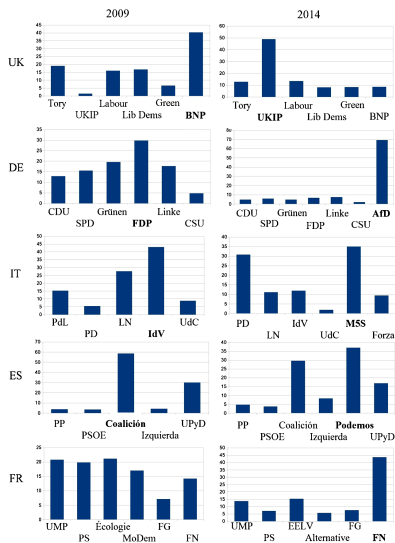 2009 2014
UK
45 40 35 30 25 20 15 10 5 0
Tory Labour Green
UKIP Lib Dems BNP
60 50 40 30 20 10 0
Tory Labour Green
UKIP Lib Dems BNP
DE
35 30 25 20 15 10 5 0
CDU Grünen Linke
SPD FDP CSU
80 70 60 50 40 30 20 10 0
CDU Grünen Linke AfD
SPD FDP CSU
IT
50 45 40 35 30 25 20 15 10 5 0
PdL LN UdC
PD IdV
40 35 30 25 20 15 10 5 0
PD IdV M5S
LN UdC Forza
ES
70 60 50 40 30 20 10 0
PP Coalición UPyD
PSOE Izquierda
40 35 30 25 20 15 10 5 0
PP Coalición Podemos
PSOE Izquierda UPyD
FR
25 20 15 10 5 0
UMP Écologie FG
PS MoDem FN
50 45 40 35 30 25 20 15 10 5 0
UMP EELV FG
PS Alternative FN